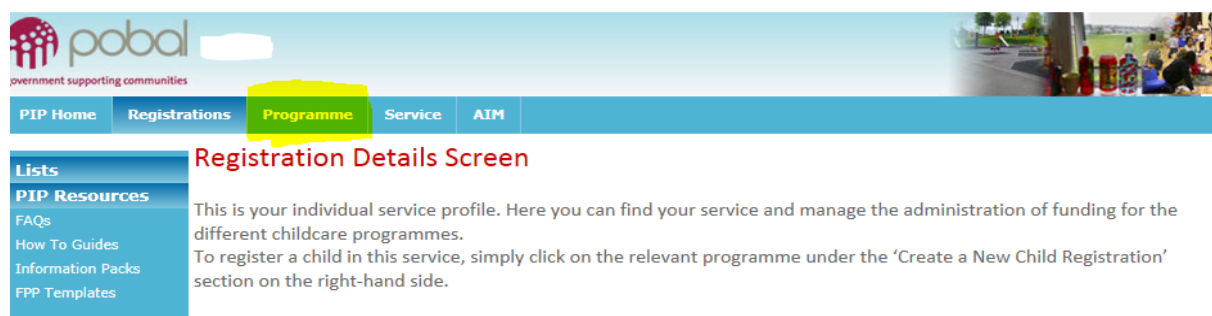 pobal
government supporting communities
PIP Home Registrations Programme Service AIM
Registration Details Screen
Lists
PIP Resources
FAQs
How To Guides
Information Packs
FPP Templates
This is your individual service profile. Here you can find your service and manage the administration of funding for the
different childcare programmes.
To register a child in this service, simply click on the relevant programme under the ‘Create a New Child Registration’
section on the right-hand side.